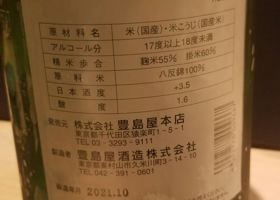 原材料名 米(国産)・米こうじ(国産米)
アルコール分 17度以上18度未満
精米歩合 麹米55% 掛米60%
原料米 八反錦100%
日本酒度 +3.5
酸度 1.6
発売元 株式会社 豊島屋本店
東京都千代田区猿楽町1-5-1
TEL 03-3293-9111
製造者 豊島屋酒造株式会社
東京都東村山市久米川町3-14-10
TEL 042-391-0601
製造年月 2021.10